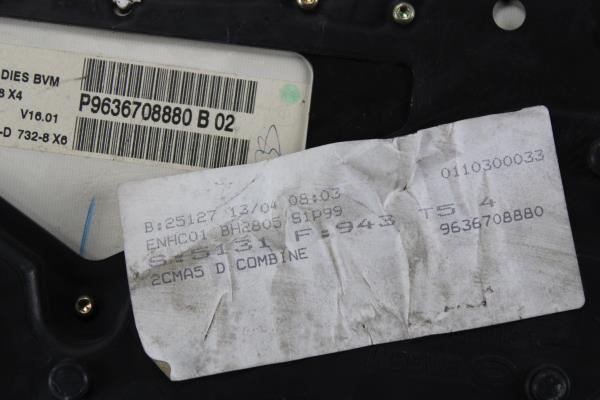 DIES BVM
8 X4
V16.01
-D 732-8 X6
P9636708880 B 02
0110300033
B:25127 13/04 08:03
ENHC01 BH2805 S1P99
S:5131 F:943 T5 4
9636708880
2CMA5 D COMBINE